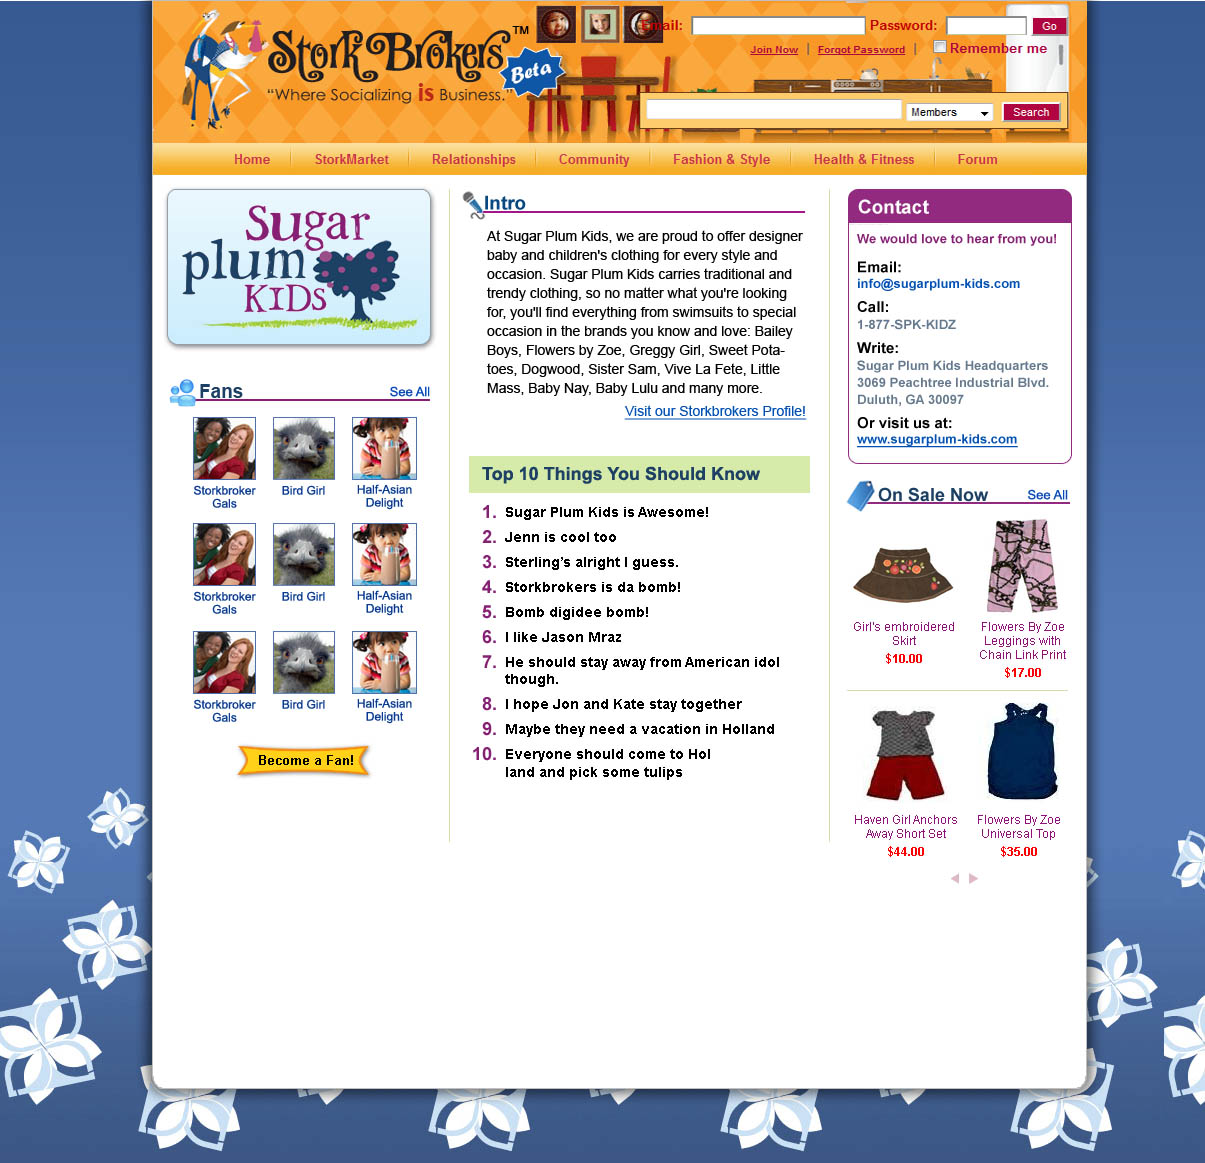 Stork Brokers™
Beta
"Where Socializing is Business."
Email:
Password:
Go
Join Now | Forgot Password |
Remember me
Members
Search
Home
StorkMarket
Relationships
Community
Fashion & Style
Health & Fitness
Forum
Sugar
plum
KIDS
Fans
See All
Storkbroker
Gals
Bird Girl
Half-Asian
Delight
Storkbroker
Gals
Bird Girl
Half-Asian
Delight
Storkbroker
Gals
Bird Girl
Half-Asian
Delight
Become a Fan!
Intro
At Sugar Plum Kids, we are proud to offer designer
baby and children's clothing for every style and
occasion. Sugar Plum Kids carries traditional and
trendy clothing, so no matter what you're looking
for, you'll find everything from swimsuits to special
occasion in the brands you know and love: Bailey
Boys, Flowers by Zoe, Greggy Girl, Sweet Pota-
toes, Dogwood, Sister Sam, Vive La Fete, Little
Mass, Baby Nay, Baby Lulu and many more.
Visit our Storkbrokers Profile!
Top 10 Things You Should Know
1. Sugar Plum Kids is Awesome!
2. Jenn is cool too
3. Sterling's alright I guess.
4. Storkbrokers is da bomb!
5. Bomb digidee bomb!
6. I like Jason Mraz
7. He should stay away from American idol
though.
8. I hope Jon and Kate stay together
9. Maybe they need a vacation in Holland
10. Everyone should come to Hol
land and pick some tulips
Contact
We would love to hear from you!
Email:
info@sugarplum-kids.com
Call:
1-877-SPK-KIDZ
Write:
Sugar Plum Kids Headquarters
3069 Peachtree Industrial Blvd.
Duluth, GA 30097
Or visit us at:
www.sugarplum-kids.com
On Sale Now
See All
Girl's embroidered
Skirt
$10.00
Flowers By Zoe
Leggings with
Chain Link Print
$17.00
Haven Girl Anchors
Away Short Set
$44.00
Flowers By Zoe
Universal Top
$35.00